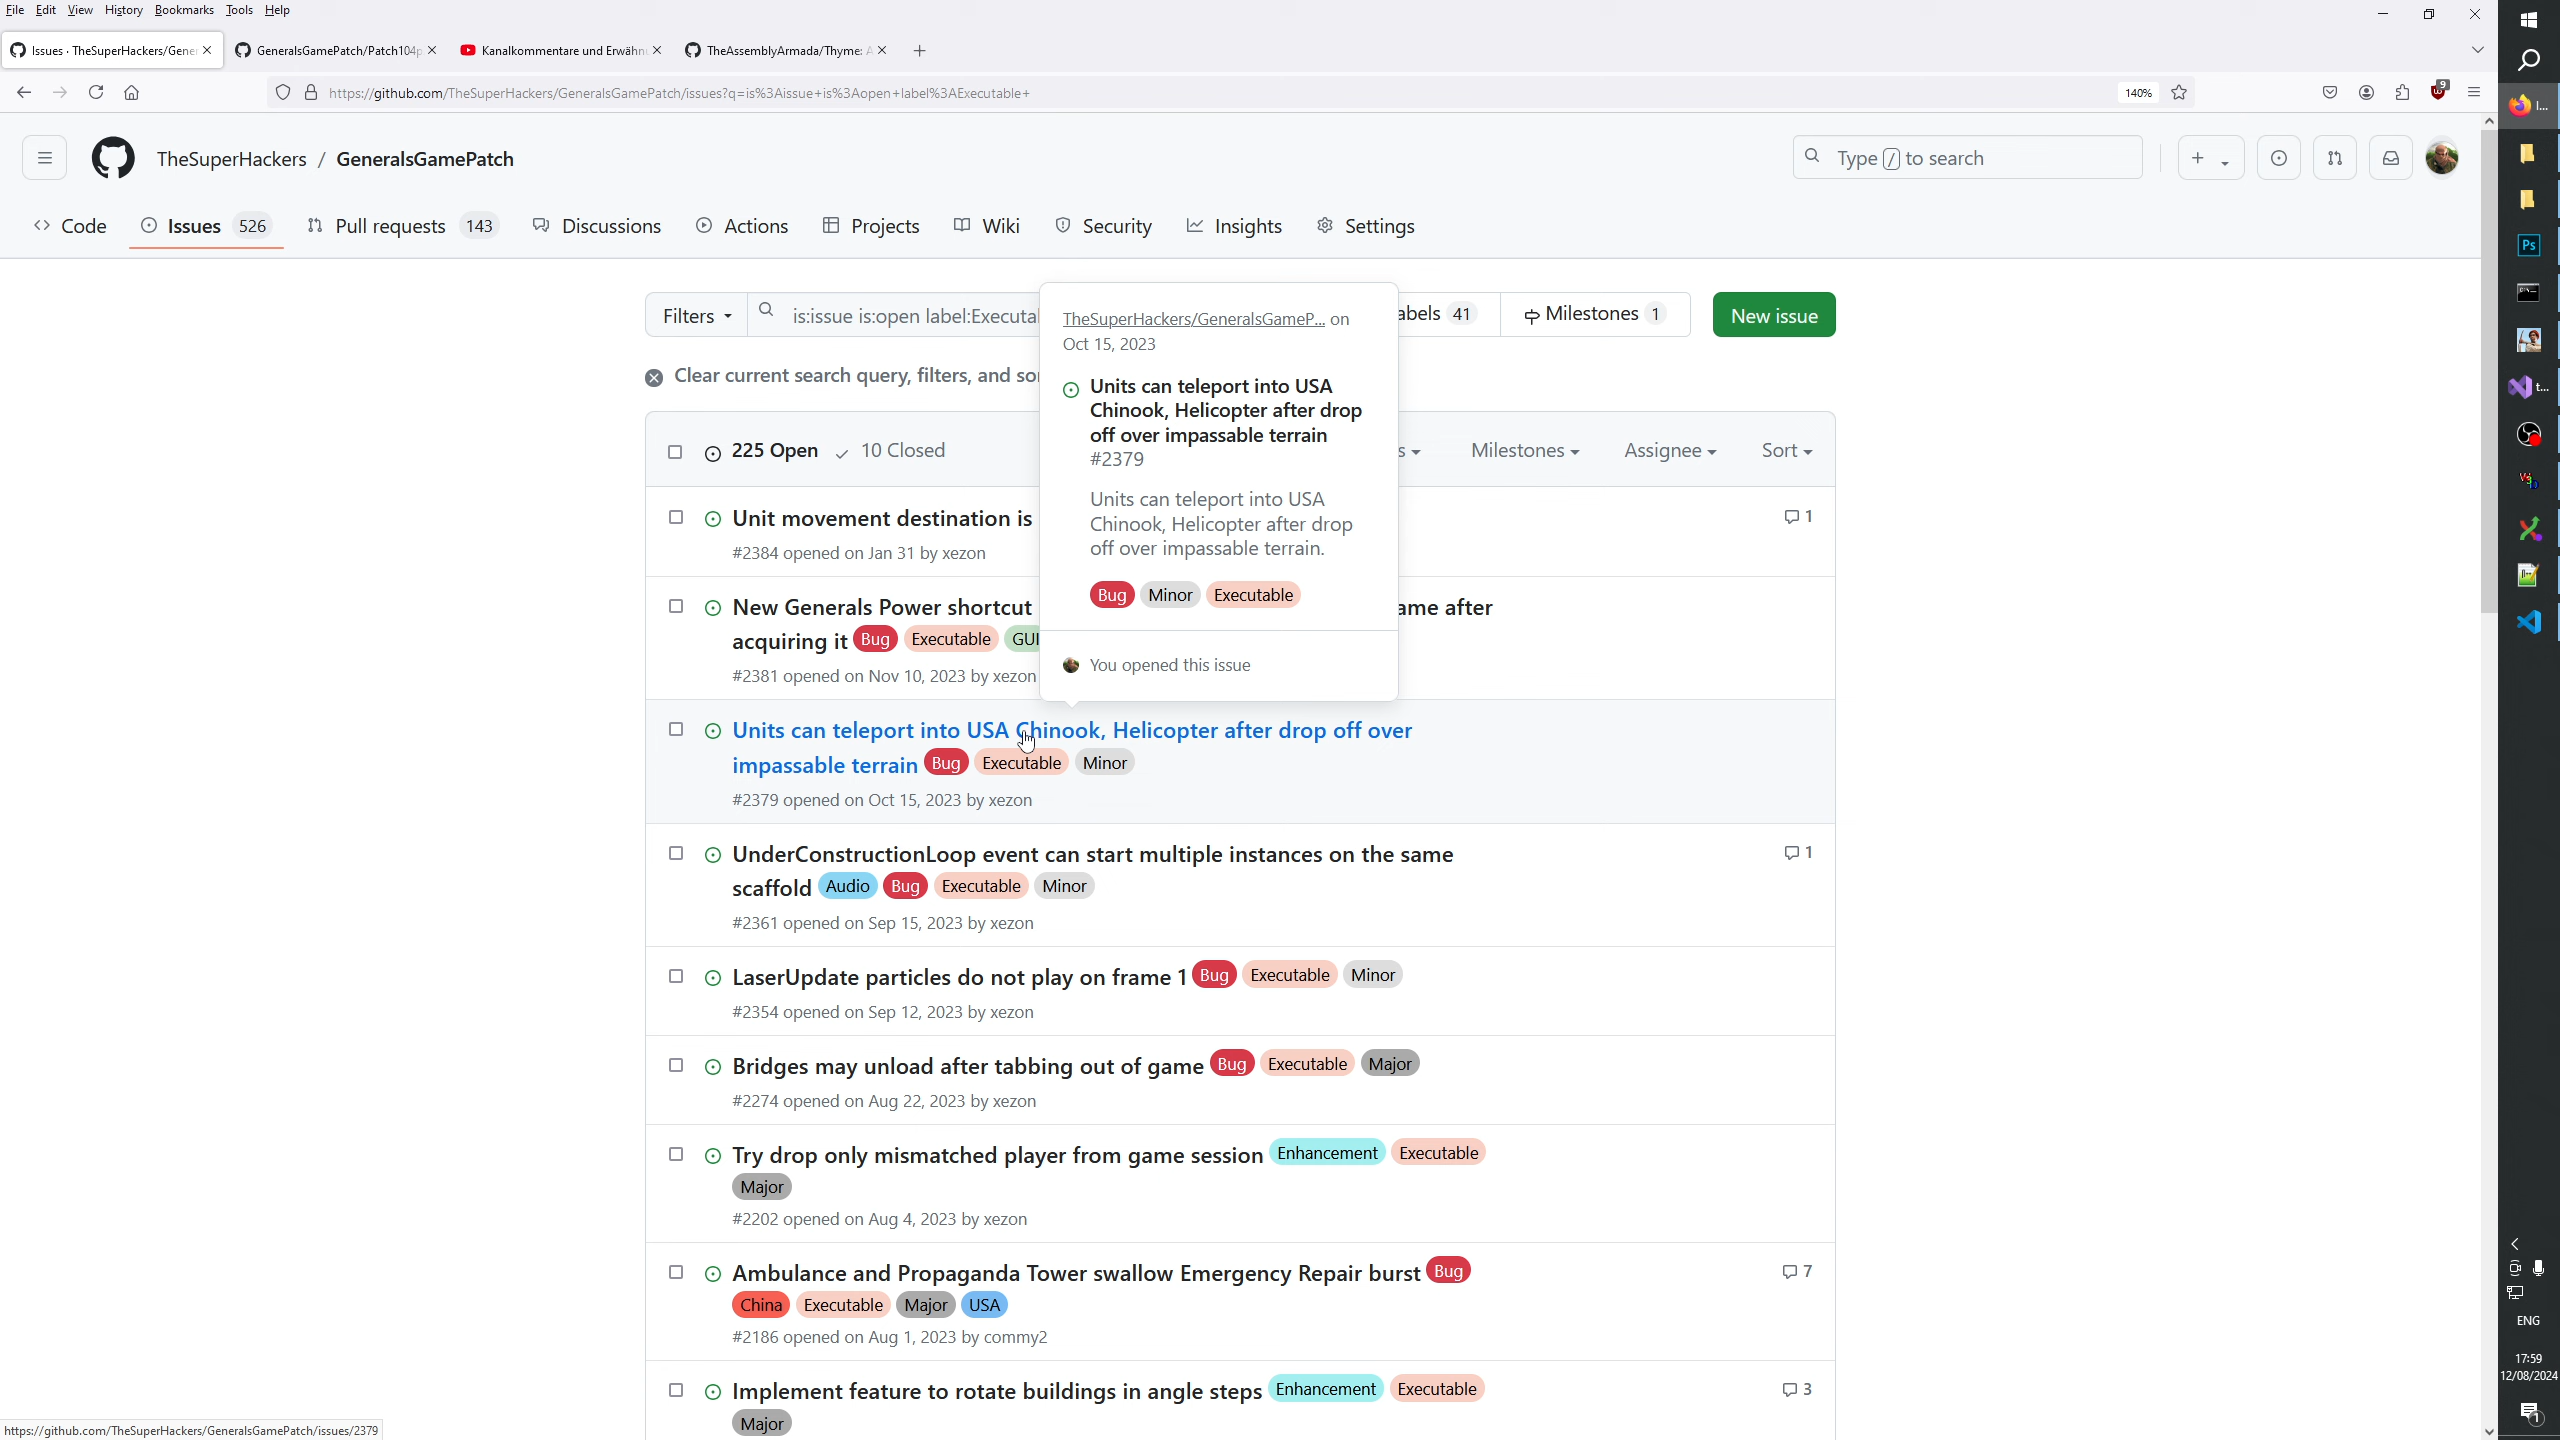 File Edit View History Bookmarks Tools Help
Issues · TheSuperHackers/Gener
GeneralsGamePatch/Patch104p
Kanalkommentare und Erwähnu
TheAssemblyArmada/Thyme: A
https://github.com/TheSuperHackers/GeneralsGamePatch/issues?q=is%3Aissue+is%3Aopen+label%3AExecutable+
140%
9
TheSuperHackers / GeneralsGamePatch
Type / to search
Code
Issues 526
Pull requests 143
Discussions
Actions
Projects
Wiki
Security
Insights
Settings
Filters
is:issue is:open label:Executal
abels 41
Milestones 1
New issue
Clear current search query, filters, and so
225 Open
10 Closed
s
Milestones
Assignee
Sort
TheSuperHackers/GeneralsGameP... on
Oct 15, 2023
Units can teleport into USA
Chinook, Helicopter after drop
off over impassable terrain
#2379
Units can teleport into USA
Chinook, Helicopter after drop
off over impassable terrain.
Bug Minor Executable
You opened this issue
Unit movement destination is
1
#2384 opened on Jan 31 by xezon
New Generals Power shortcut
ame after
acquiring it Bug Executable GUI
#2381 opened on Nov 10, 2023 by xezon
Units can teleport into USA Chinook, Helicopter after drop off over
impassable terrain Bug Executable Minor
#2379 opened on Oct 15, 2023 by xezon
UnderConstructionLoop event can start multiple instances on the same
1
scaffold Audio Bug Executable Minor
#2361 opened on Sep 15, 2023 by xezon
LaserUpdate particles do not play on frame 1 Bug Executable Minor
#2354 opened on Sep 12, 2023 by xezon
Bridges may unload after tabbing out of game Bug Executable Major
#2274 opened on Aug 22, 2023 by xezon
Try drop only mismatched player from game session Enhancement Executable
Major
#2202 opened on Aug 4, 2023 by xezon
Ambulance and Propaganda Tower swallow Emergency Repair burst Bug
7
China Executable Major USA
#2186 opened on Aug 1, 2023 by commy2
Implement feature to rotate buildings in angle steps Enhancement Executable
3
Major
https://github.com/TheSuperHackers/GeneralsGamePatch/issues/2379
I...
Ps
t...
ENG
17:59
12/08/2024
1